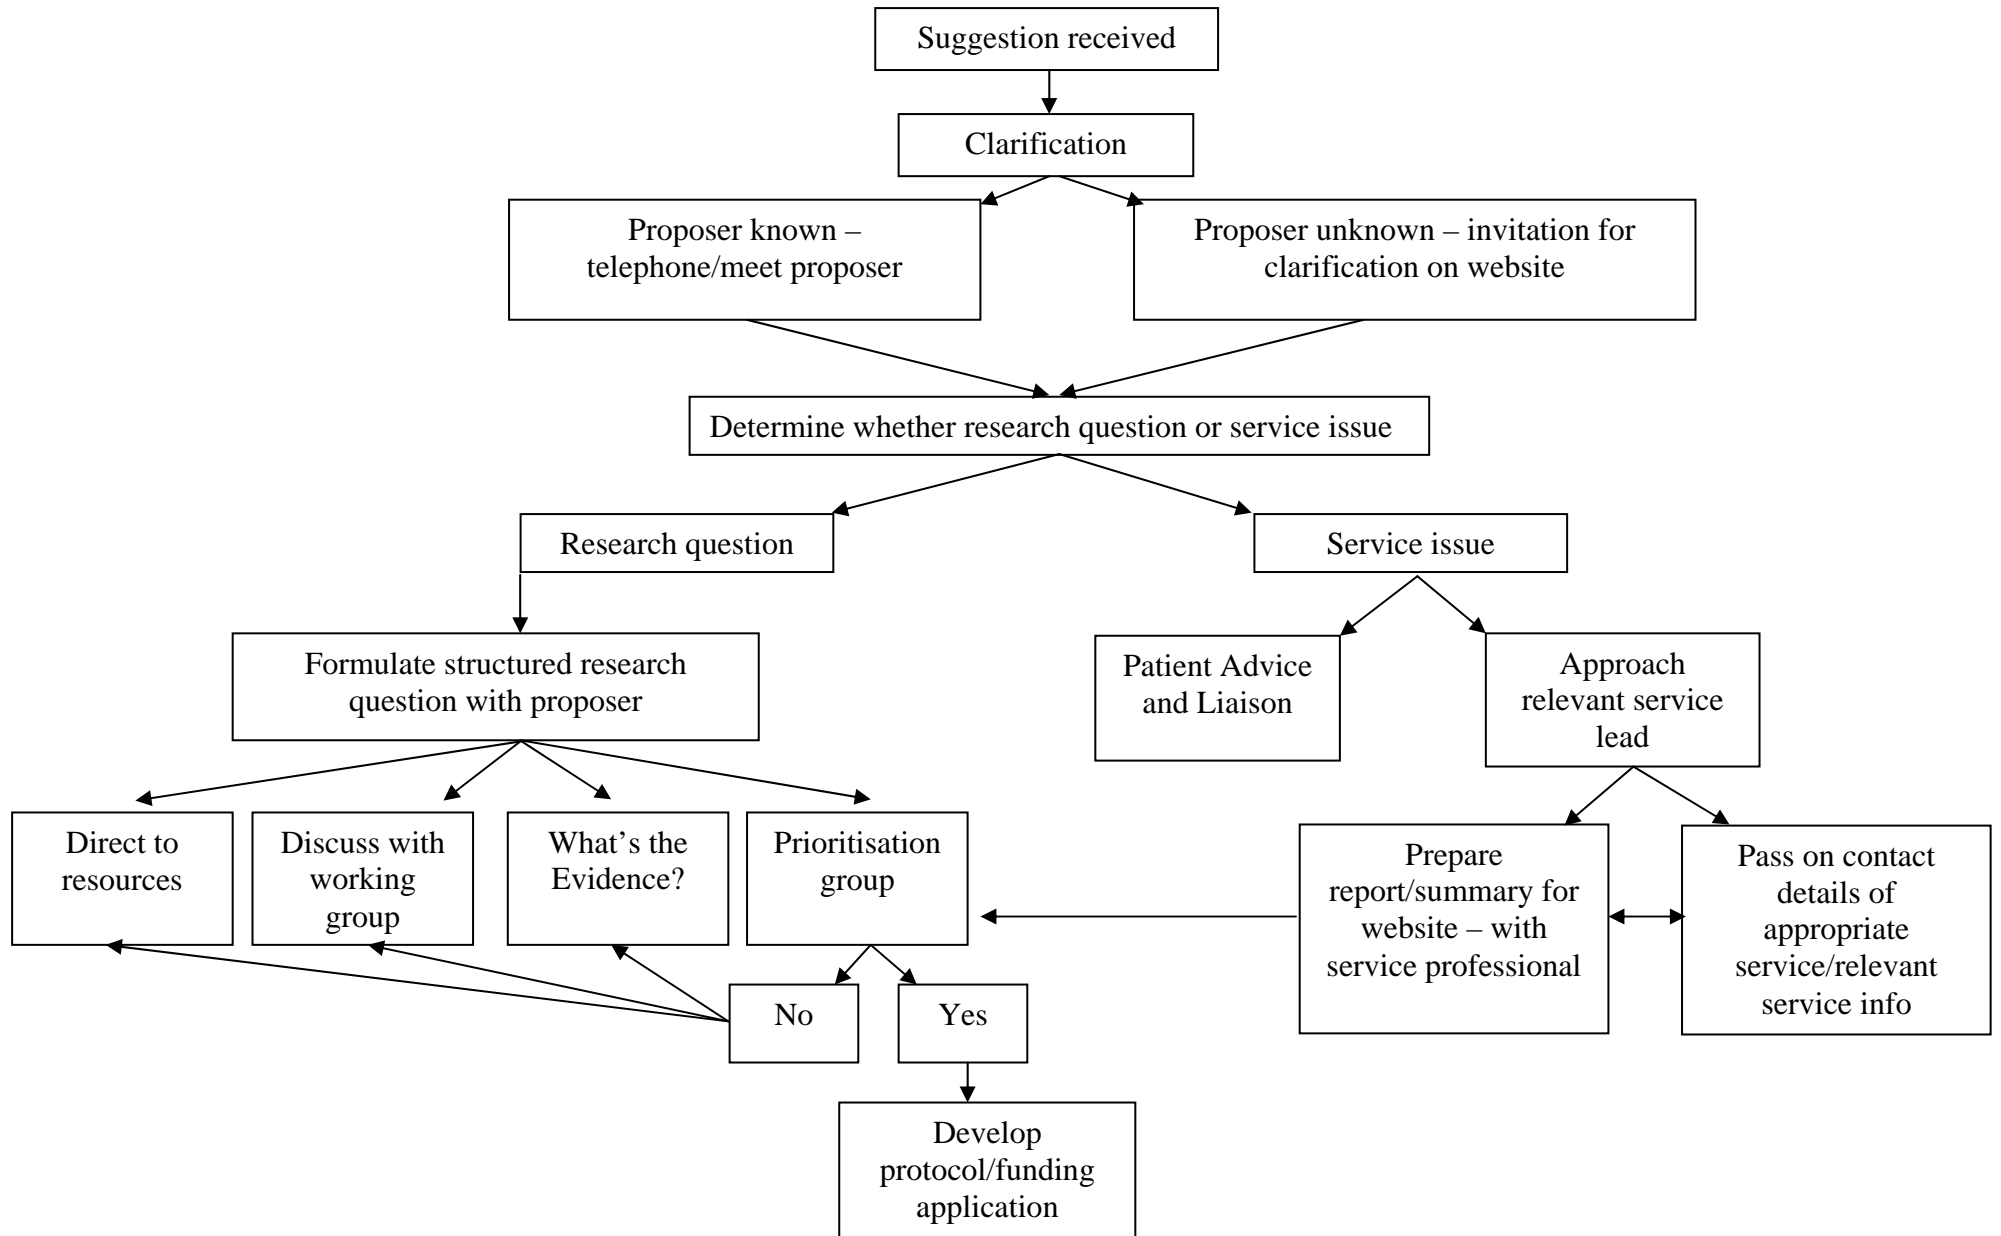 Suggestion received
Clarification
Proposer known –
telephone/meet proposer
Proposer unknown – invitation for
clarification on website
Determine whether research question or service issue
Research question
Service issue
Formulate structured research
question with proposer
Patient Advice
and Liaison
Approach
relevant service
lead
Direct to
resources
Discuss with
working
group
What’s the
Evidence?
Prioritisation
group
Prepare
report/summary for
website – with
service professional
Pass on contact
details of
appropriate
service/relevant
service info
No
Yes
Develop
protocol/funding
application